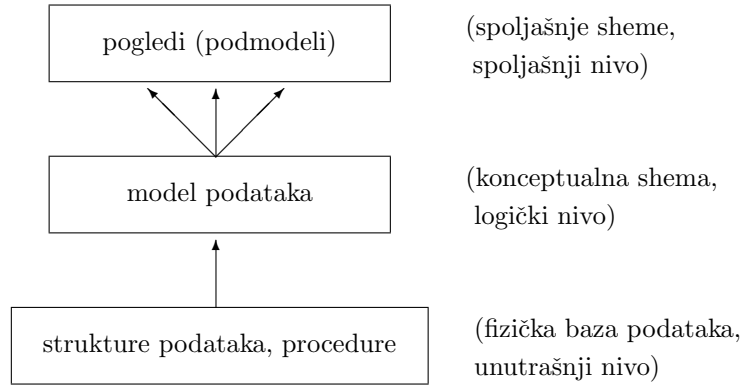 pogledi (podmodeli)
(spoljašnje sheme,
spoljašnji nivo)
model podataka
(konceptualna shema,
logički nivo)
strukture podataka, procedure
(fizička baza podataka,
unutrašnji nivo)